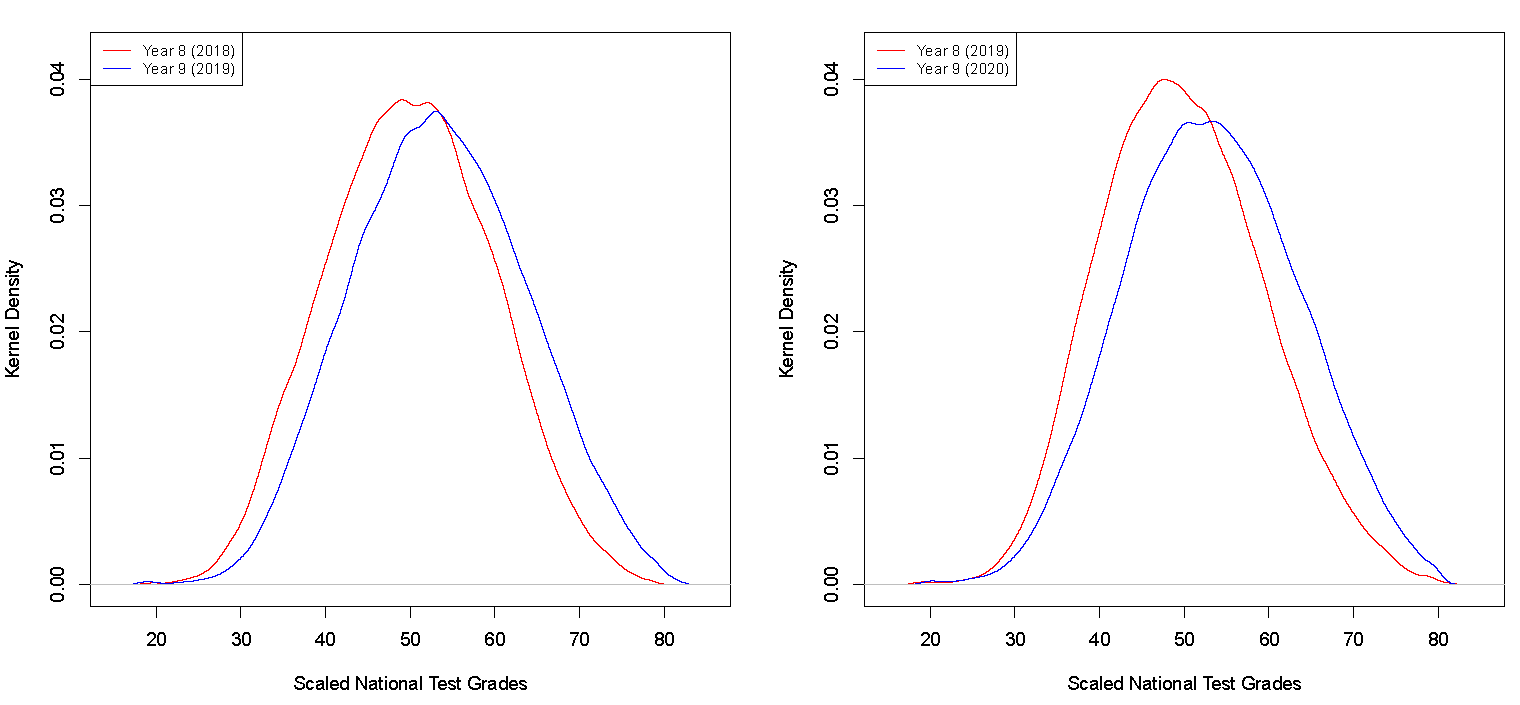 Year 8 (2018)
Year 9 (2019)
0.04
0.03
0.02
0.01
0.00
Kernel Density
20 30 40 50 60 70 80
Scaled National Test Grades
Year 8 (2019)
Year 9 (2020)
0.04
0.03
0.02
0.01
0.00
Kernel Density
20 30 40 50 60 70 80
Scaled National Test Grades